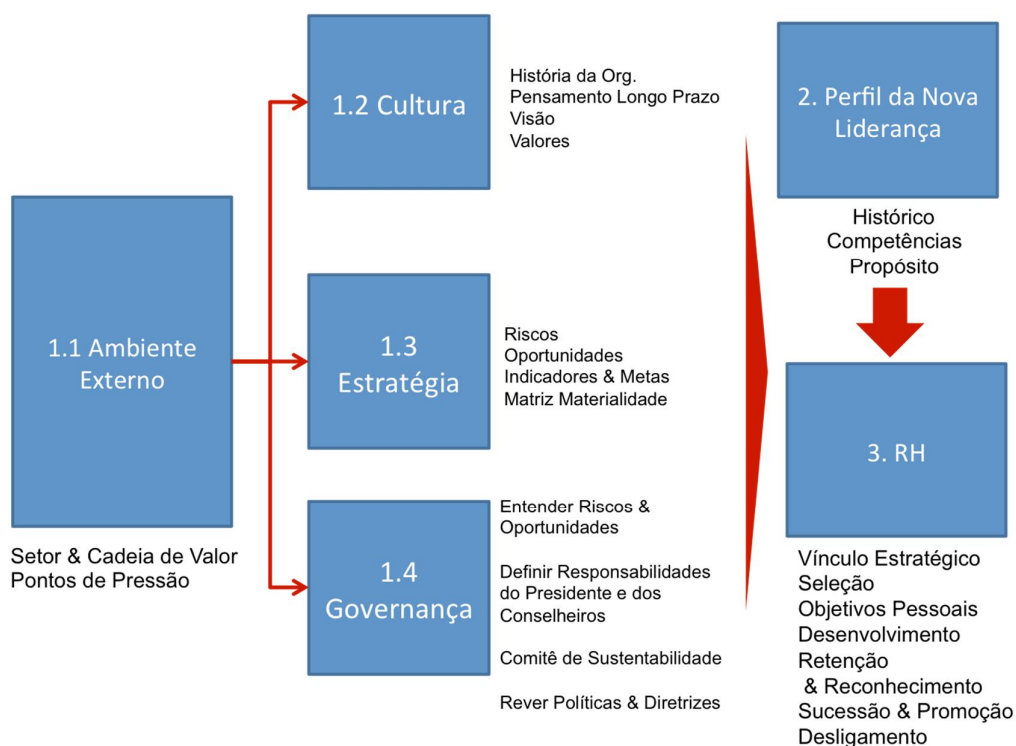 1.1 Ambiente
Externo
Setor & Cadeia de Valor
Pontos de Pressão
1.2 Cultura
História da Org.
Pensamento Longo Prazo
Visão
Valores
1.3
Estratégia
Riscos
Oportunidades
Indicadores & Metas
Matriz Materialidade
1.4
Governança
Entender Riscos &
Oportunidades
Definir Responsabilidades
do Presidente e dos
Conselheiros
Comitê de Sustentabilidade
Rever Políticas & Diretrizes
2. Perfil da Nova
Liderança
Histórico
Competências
Propósito
3. RH
Vínculo Estratégico
Seleção
Objetivos Pessoais
Desenvolvimento
Retenção
& Reconhecimento
Sucessão & Promoção
Desligamento